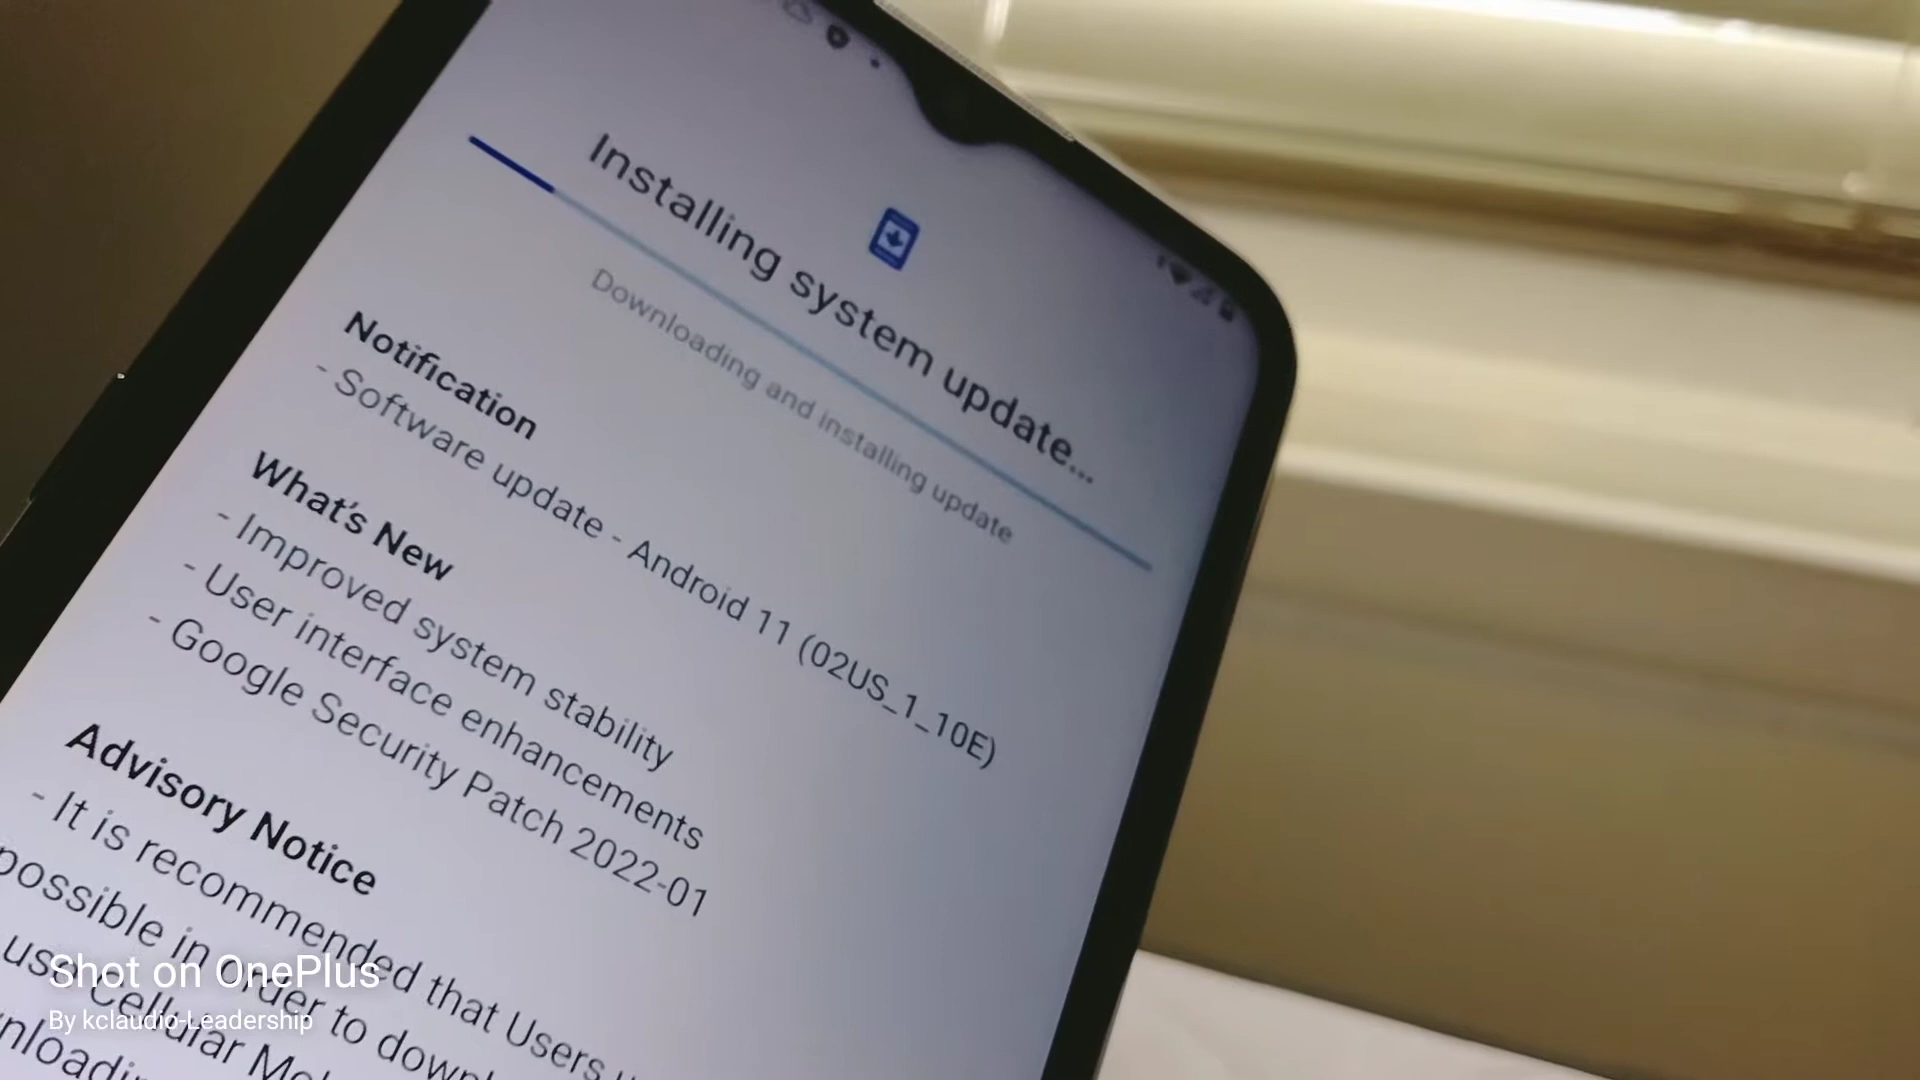 Installing system update...
Downloading and installing update
Notification
- Software update - Android 11 (02US_1_10E)
What's New
- Improved system stability
- User interface enhancements
- Google Security Patch 2022-01
Advisory Notice
- It is recommended that Users
possible in order to
use Cellular
Shot on OnePlus
By kclaudio-Leadership